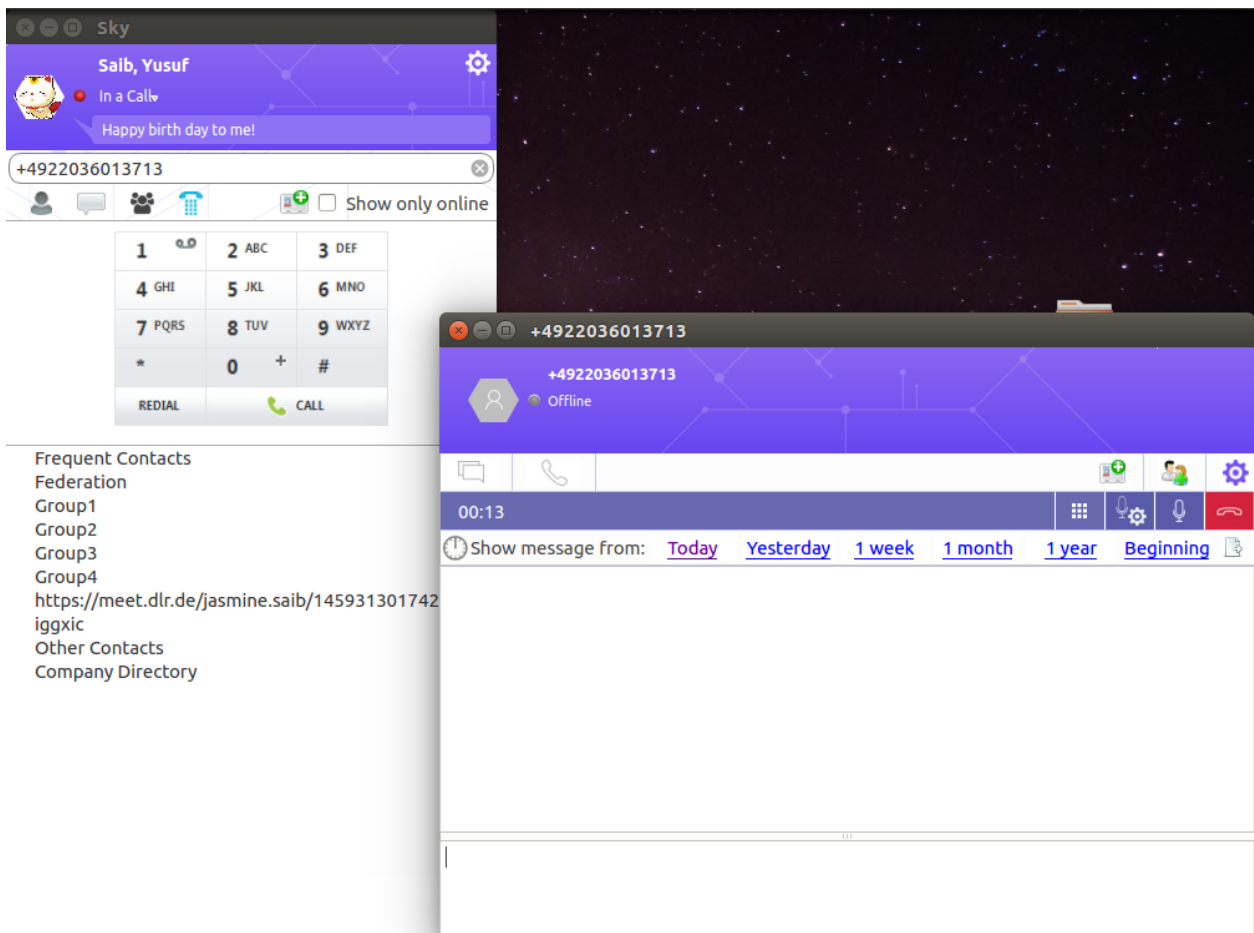 Sky
Saib, Yusuf
In a Call
Happy birth day to me!
+4922036013713
Show only online
1 2 ABC 3 DEF
4 GHI 5 JKL 6 MNO
7 PQRS 8 TUV 9 WXYZ
* 0 + #
REDIAL CALL
Frequent Contacts
Federation
Group1
Group2
Group3
Group4
https://meet.dlr.de/jasmine.saib/145931301742
iggxic
Other Contacts
Company Directory
+4922036013713
+4922036013713
Offline
00:13
Show message from: Today Yesterday 1 week 1 month 1 year Beginning